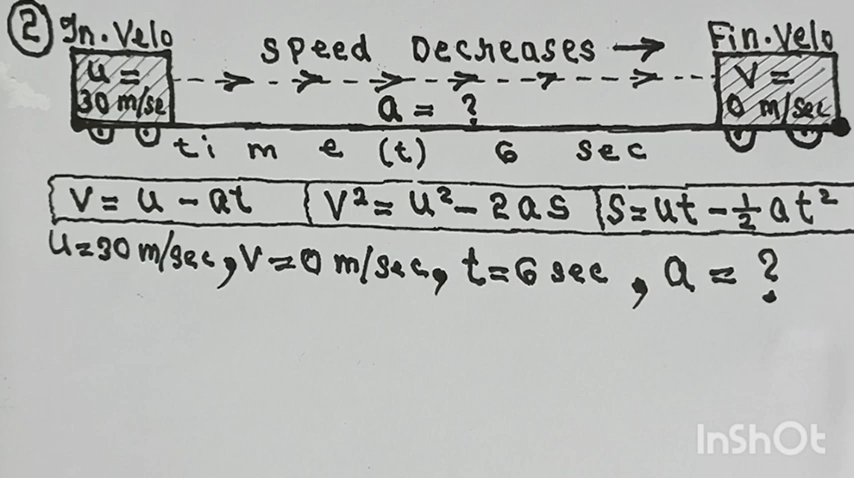 ② In. Velo Fin. Velo
SPEED DECREASES →
u = 30 m/sec
V = 0 m/sec
a = ?
time (t) 6 sec
V = u - at V² = u² - 2as S = ut - ½ at²
u = 30 m/sec, V = 0 m/sec, t = 6 sec, a = ?
InShOt